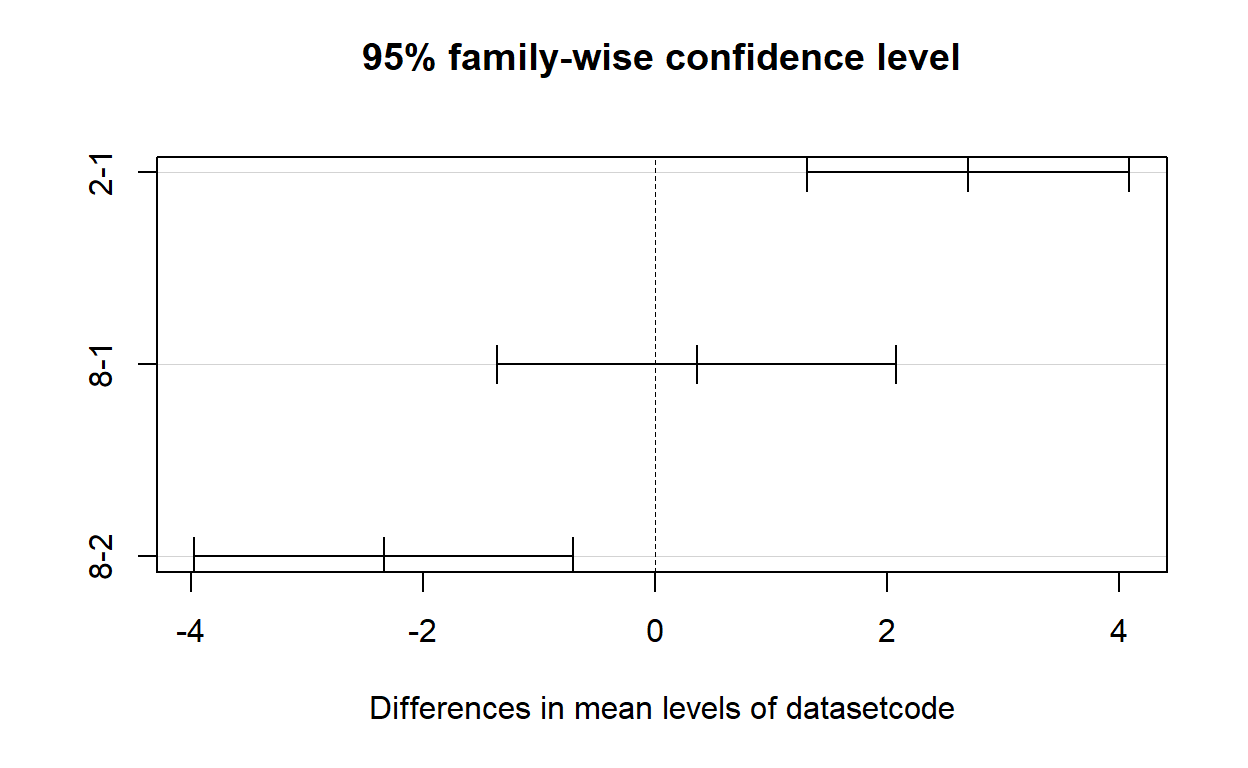 95% family-wise confidence level
2-1
8-1
8-2
-4 -2 0 2 4
Differences in mean levels of datasetcode